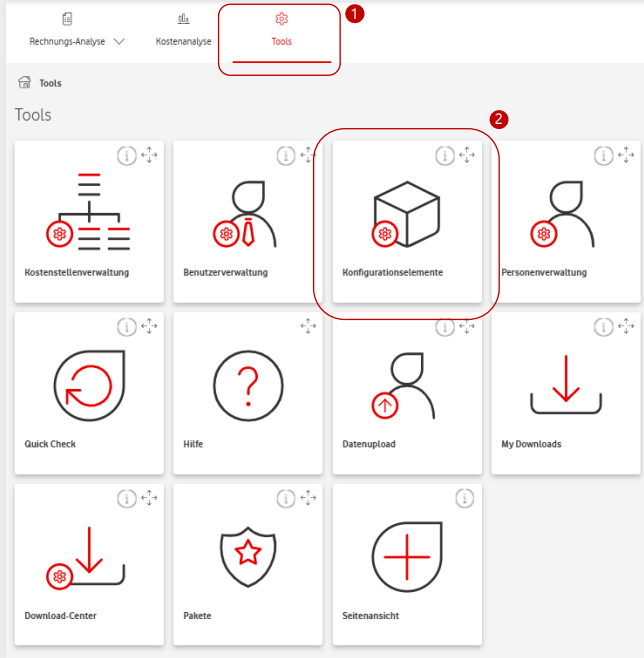 1
Rechnungs-Analyse
Kostenanalyse
Tools
Tools
Tools
2
Kostenstellenverwaltung
Benutzerverwaltung
Konfigurationselemente
Personenverwaltung
Quick Check
Hilfe
Datenupload
My Downloads
Download-Center
Pakete
Seitenansicht